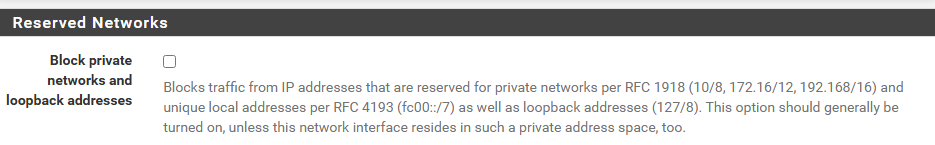 Reserved Networks
Block private
networks and
loopback addresses
Blocks traffic from IP addresses that are reserved for private networks per RFC 1918 (10/8, 172.16/12, 192.168/16) and
unique local addresses per RFC 4193 (fc00::/7) as well as loopback addresses (127/8). This option should generally be
turned on, unless this network interface resides in such a private address space, too.